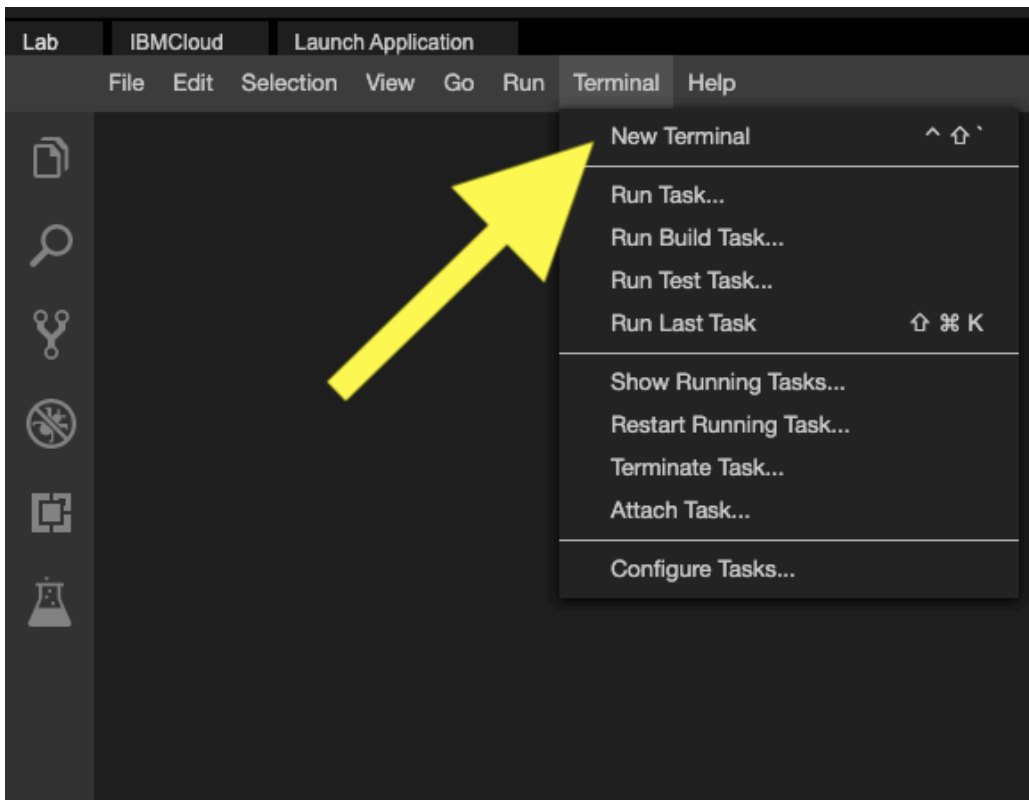 Lab IBMCloud Launch Application
File Edit Selection View Go Run Terminal Help
New Terminal ^ ⇧ `
Run Task...
Run Build Task...
Run Test Task...
Run Last Task ⇧ ⌘ K
Show Running Tasks...
Restart Running Task...
Terminate Task...
Attach Task...
Configure Tasks...